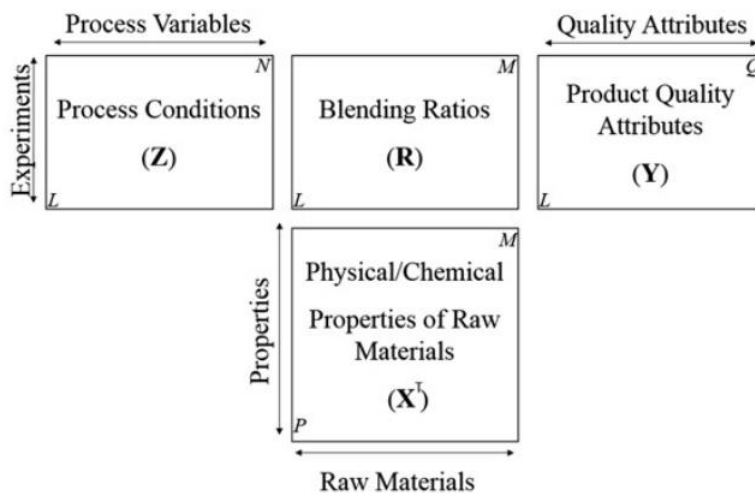 Process Variables
Quality Attributes
Experiments
N
Process Conditions
(Z)
L
M
Blending Ratios
(R)
L
Q
Product Quality
Attributes
(Y)
L
Properties
M
Physical/Chemical
Properties of Raw
Materials
(Xᵀ)
P
Raw Materials